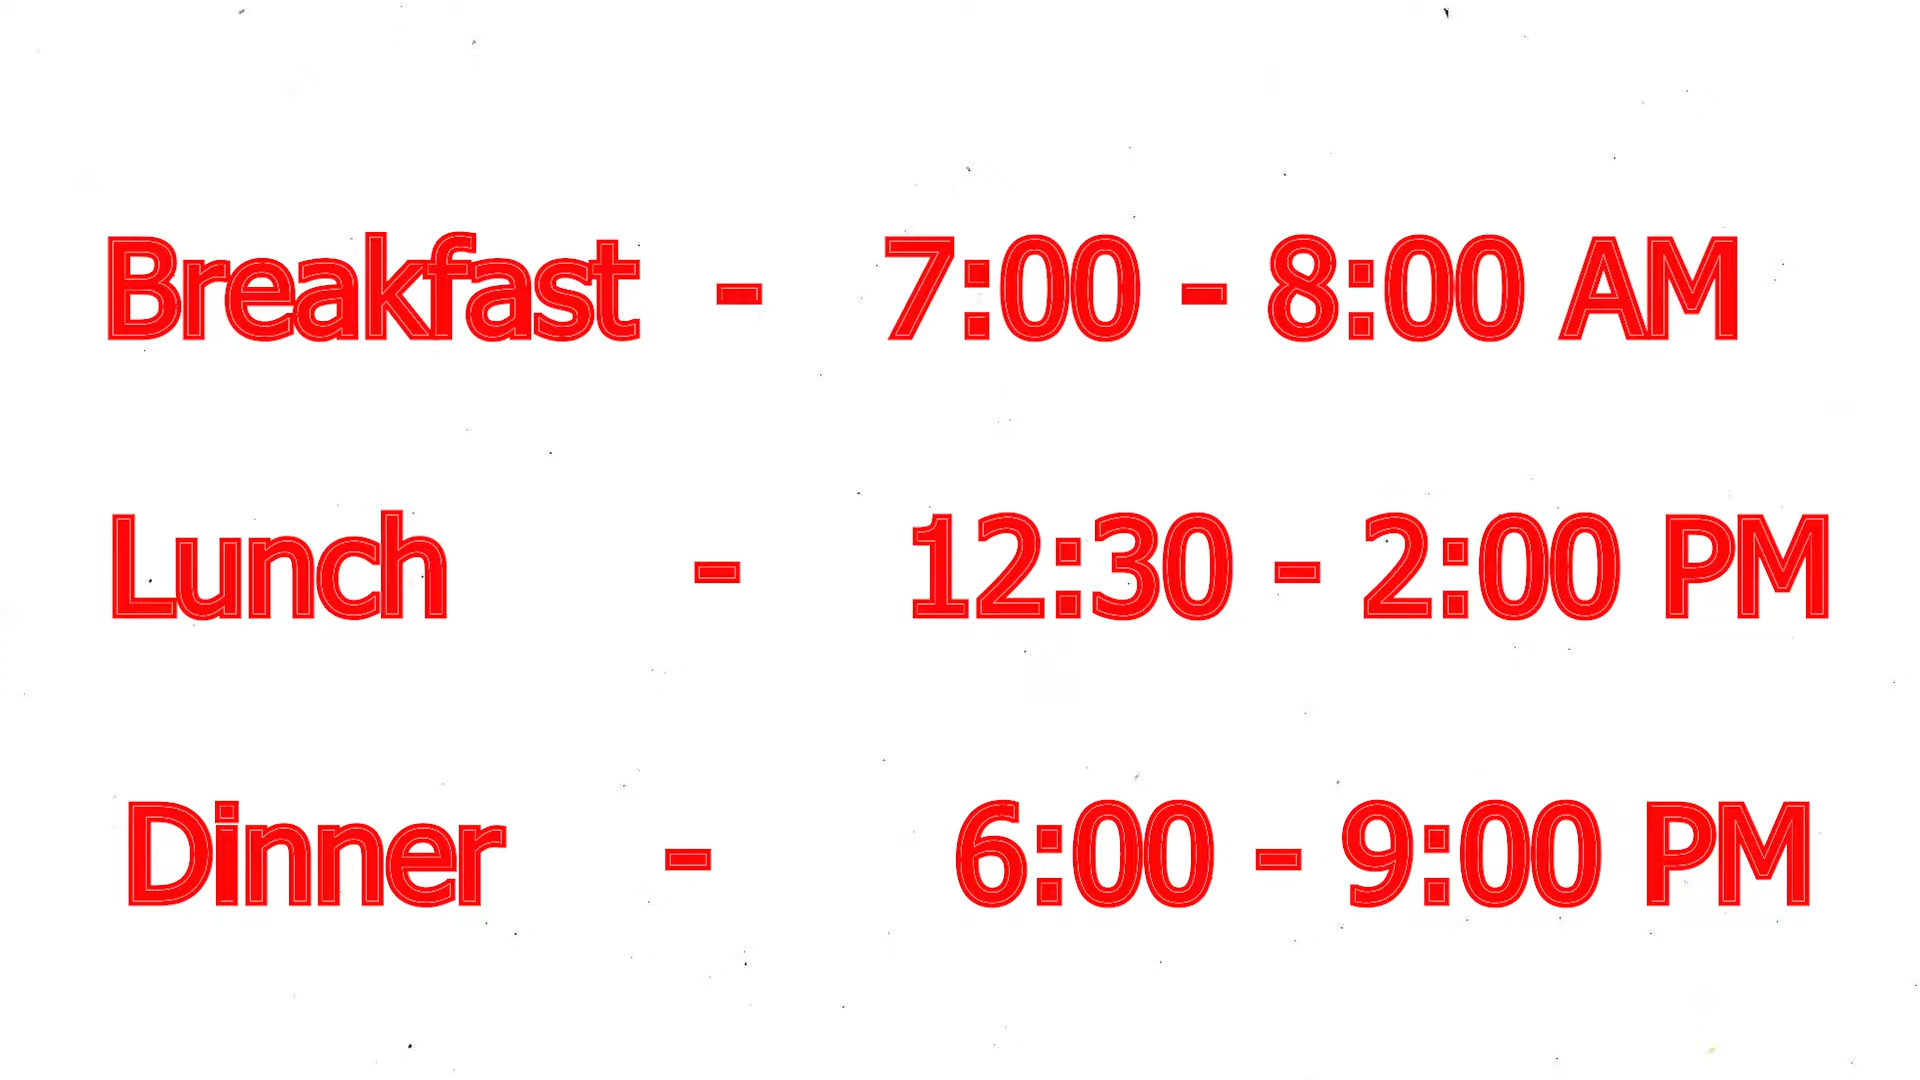 Breakfast - 7:00 - 8:00 AM
Lunch - 12:30 - 2:00 PM
Dinner - 6:00 - 9:00 PM